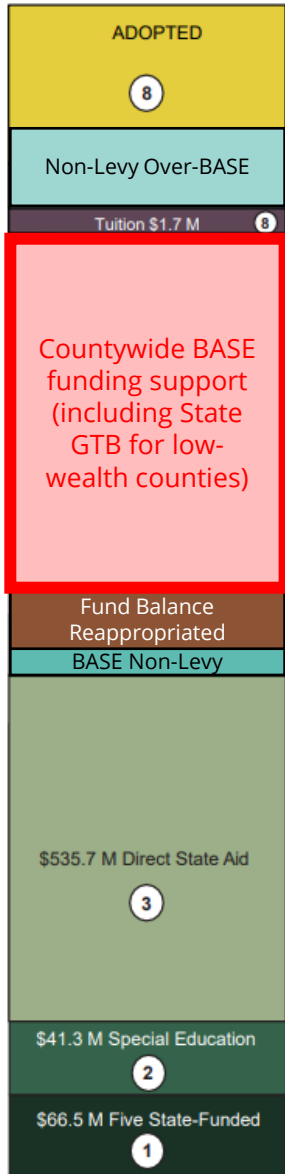 ADOPTED
8
Non-Levy Over-BASE
Tuition $1.7 M 8
Countywide BASE
funding support
(including State
GTB for low-
wealth counties)
Fund Balance
Reappropriated
BASE Non-Levy
$535.7 M Direct State Aid
3
$41.3 M Special Education
2
$66.5 M Five State-Funded
1